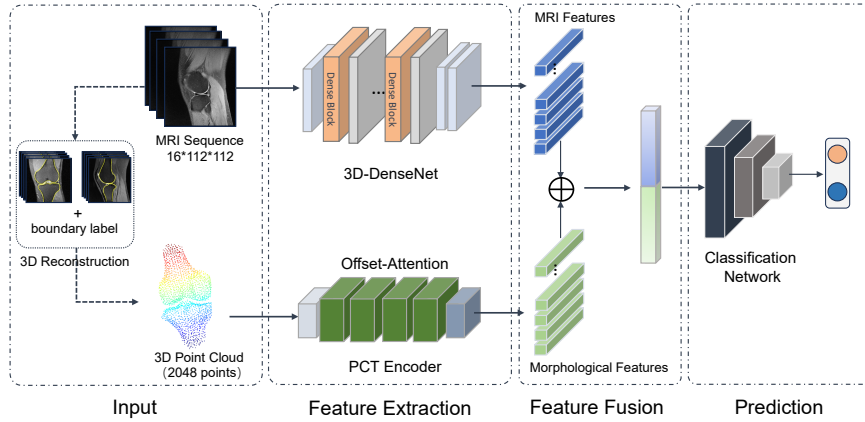 MRI Sequence
16*112*112
+
boundary label
3D Reconstruction
3D Point Cloud
(2048 points)
Input
Dense Block
...
Dense Block
3D-DenseNet
Offset-Attention
PCT Encoder
Feature Extraction
MRI Features
...
...
Morphological Features
Feature Fusion
Classification
Network
Prediction